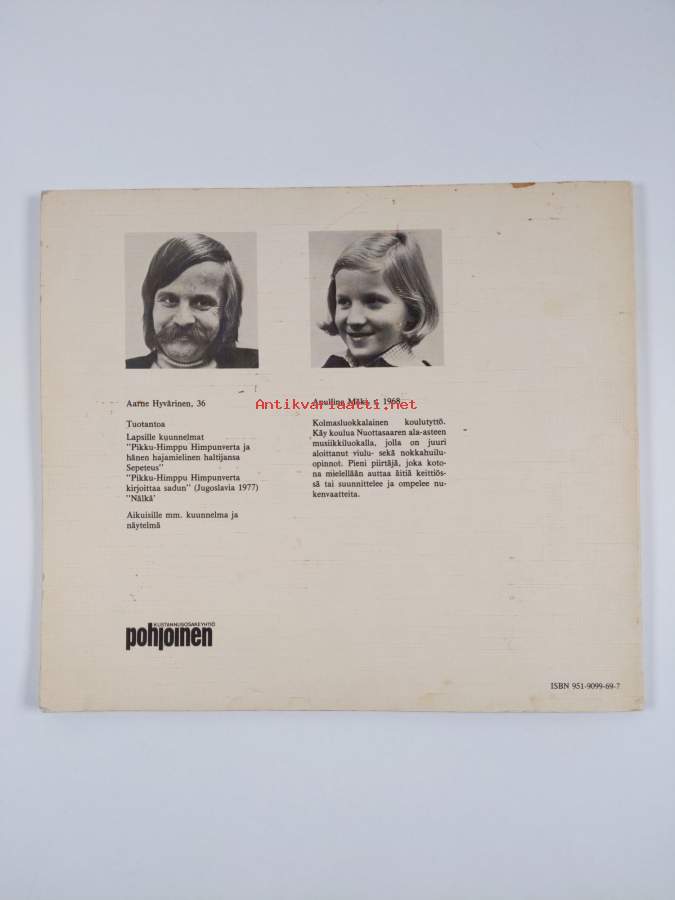 Aarne Hyvärinen, 36
Tuotantoa
Lapsille kuunnelmat
"Pikku-Himppu Himpunverta ja
hänen hajamielinen haltijansa
Sepeteus"
"Pikku-Himppu Himpunverta
kirjoittaa sadun" (Jugoslavia 1977)
"Nälkä'
Aikuisille mm. kuunnelma ja
näytelmä
Mäki, s. 1968
Kolmasluokkalainen koulutyttö.
Käy koulua Nuottasaaren ala-asteen
musiikkiluokalla, jolla on juuri
aloittanut viulu- sekä nokkahuilu-
opinnot. Pieni piirtäjä, joka koto-
na mielellään auttaa äitiä keittiös-
sä tai suunnittelee ja ompelee nu-
kenvaatteita.
Antikvariaatti.net
KUSTANNUSOSAKEYHTIÖ
pohjoinen
ISBN 951-9099-69-7